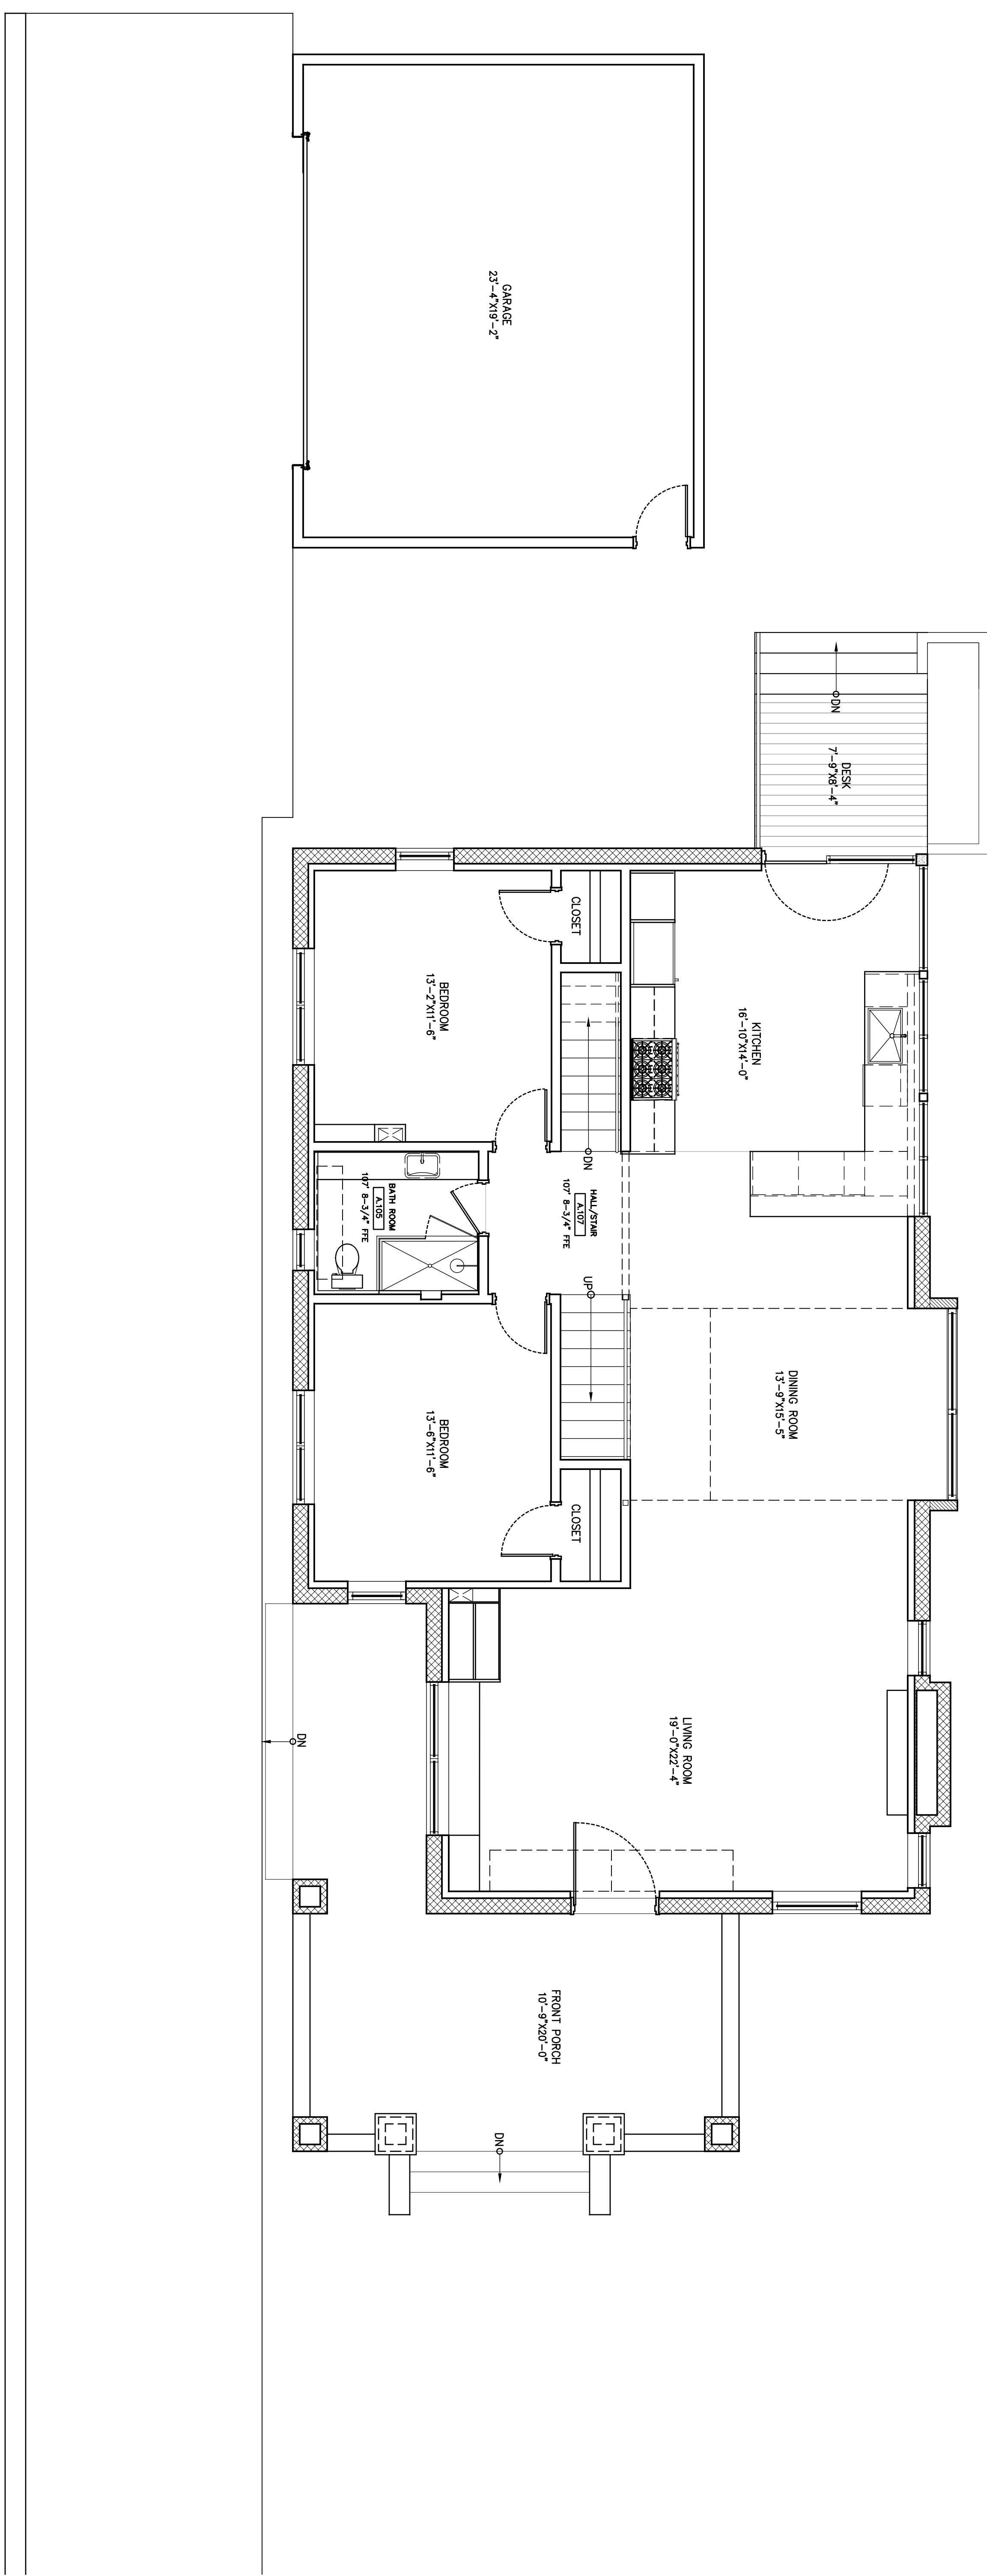 GARAGE
23'-4"X19'-2"
DN
DESK
7'-9"X8'-4"
CLOSET
BEDROOM
13'-2"X11'-6"
KITCHEN
16'-10"X14'-0"
DN
HALL/STAIR
A.107
107' 8-3/4" FFE
BATH ROOM
A.105
107' 8-3/4" FFE
UP
DINING ROOM
13'-9"X15'-5"
BEDROOM
13'-6"X11'-6"
CLOSET
LIVING ROOM
19'-0"X22'-4"
DN
FRONT PORCH
10'-9"X20'-0"
DN